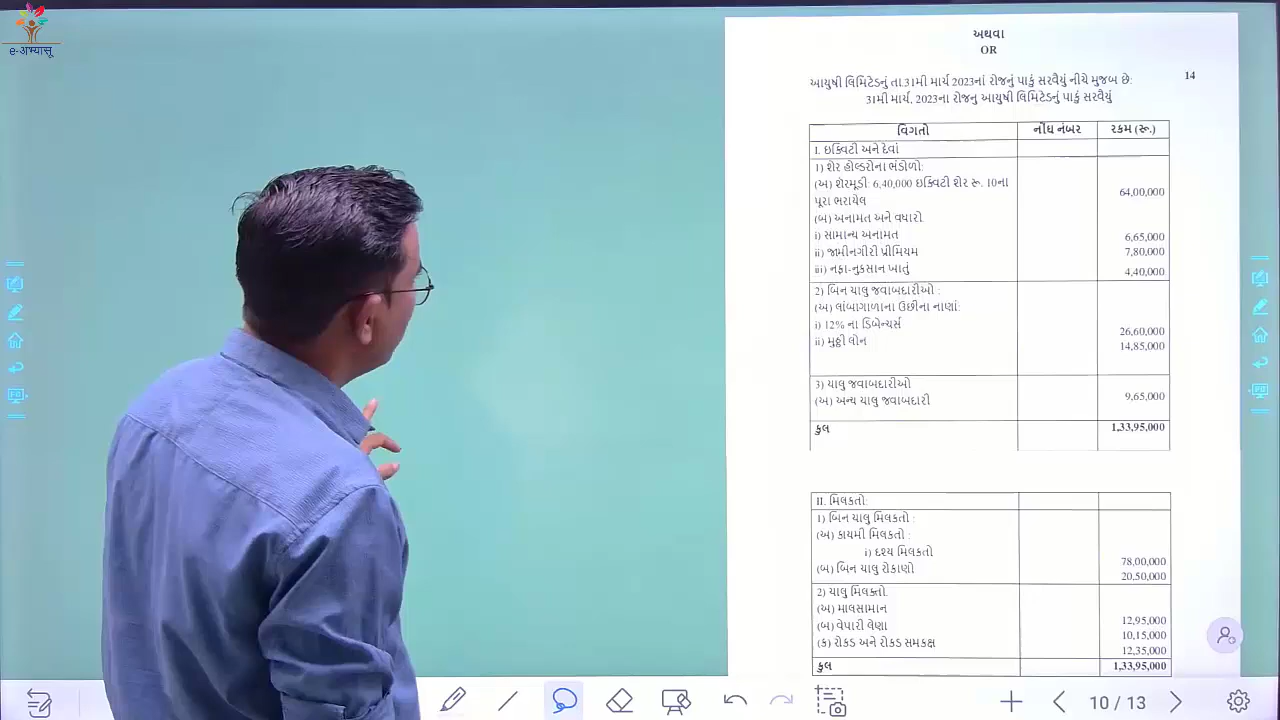 e-अभ्यासू
અથવા
OR
14
આયુષી લિમિટેડનું તા.31મી માર્ચ 2023નાં રોજનું પાકું સરવૈયું નીચે મુજબ છે:
31મી માર્ચ, 2023ના રોજનુ આયુષી લિમિટેડનું પાકું સરવૈયું
વિગતો નોંધ નંબર રકમ (રૂ.)
I. ઇક્વિટી અને દેવાં
1) શેર હોલ્ડરોના ભંડોળો:
(અ) શેરમૂડી: 6,40,000 ઇક્વિટી શેર રૂ. 10ના 64,00,000
પૂરા ભરાયેલ
(બ) અનામત અને વધારો
i) સામાન્ય અનામત 6,65,000
ii) જામીનગીરી પ્રીમિયમ 7,80,000
iii) નફા-નુકસાન ખાતું 4,40,000
2) બિન ચાલુ જવાબદારીઓ :
(અ) લાંબાગાળાના ઉછીના નાણાં:
i) 12% ના ડિબેન્ચર્સ 26,60,000
ii) મુદ્દી લોન 14,85,000
3) ચાલુ જવાબદારીઓ
(અ) અન્ય ચાલુ જવાબદારી 9,65,000
કુલ 1,33,95,000
II. મિલકતો:
1) બિન ચાલુ મિલકતો :
(અ) કાયમી મિલકતો :
i) દશ્ય મિલકતો 78,00,000
(બ) બિન ચાલુ રોકાણો 20,50,000
2) ચાલુ મિલક્તો.
(અ) માલસામાન 12,95,000
(બ) વેપારી લેણા 10,15,000
(ક) રોકડ અને રોકડ સમકક્ષ 12,35,000
કુલ 1,33,95,000
10 / 13